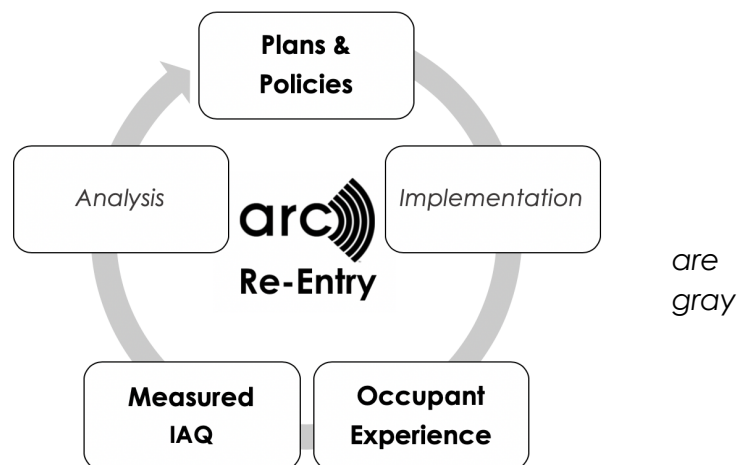 Plans &
Policies
Analysis
Implementation
arc
Re-Entry
are
gray
Measured
IAQ
Occupant
Experience